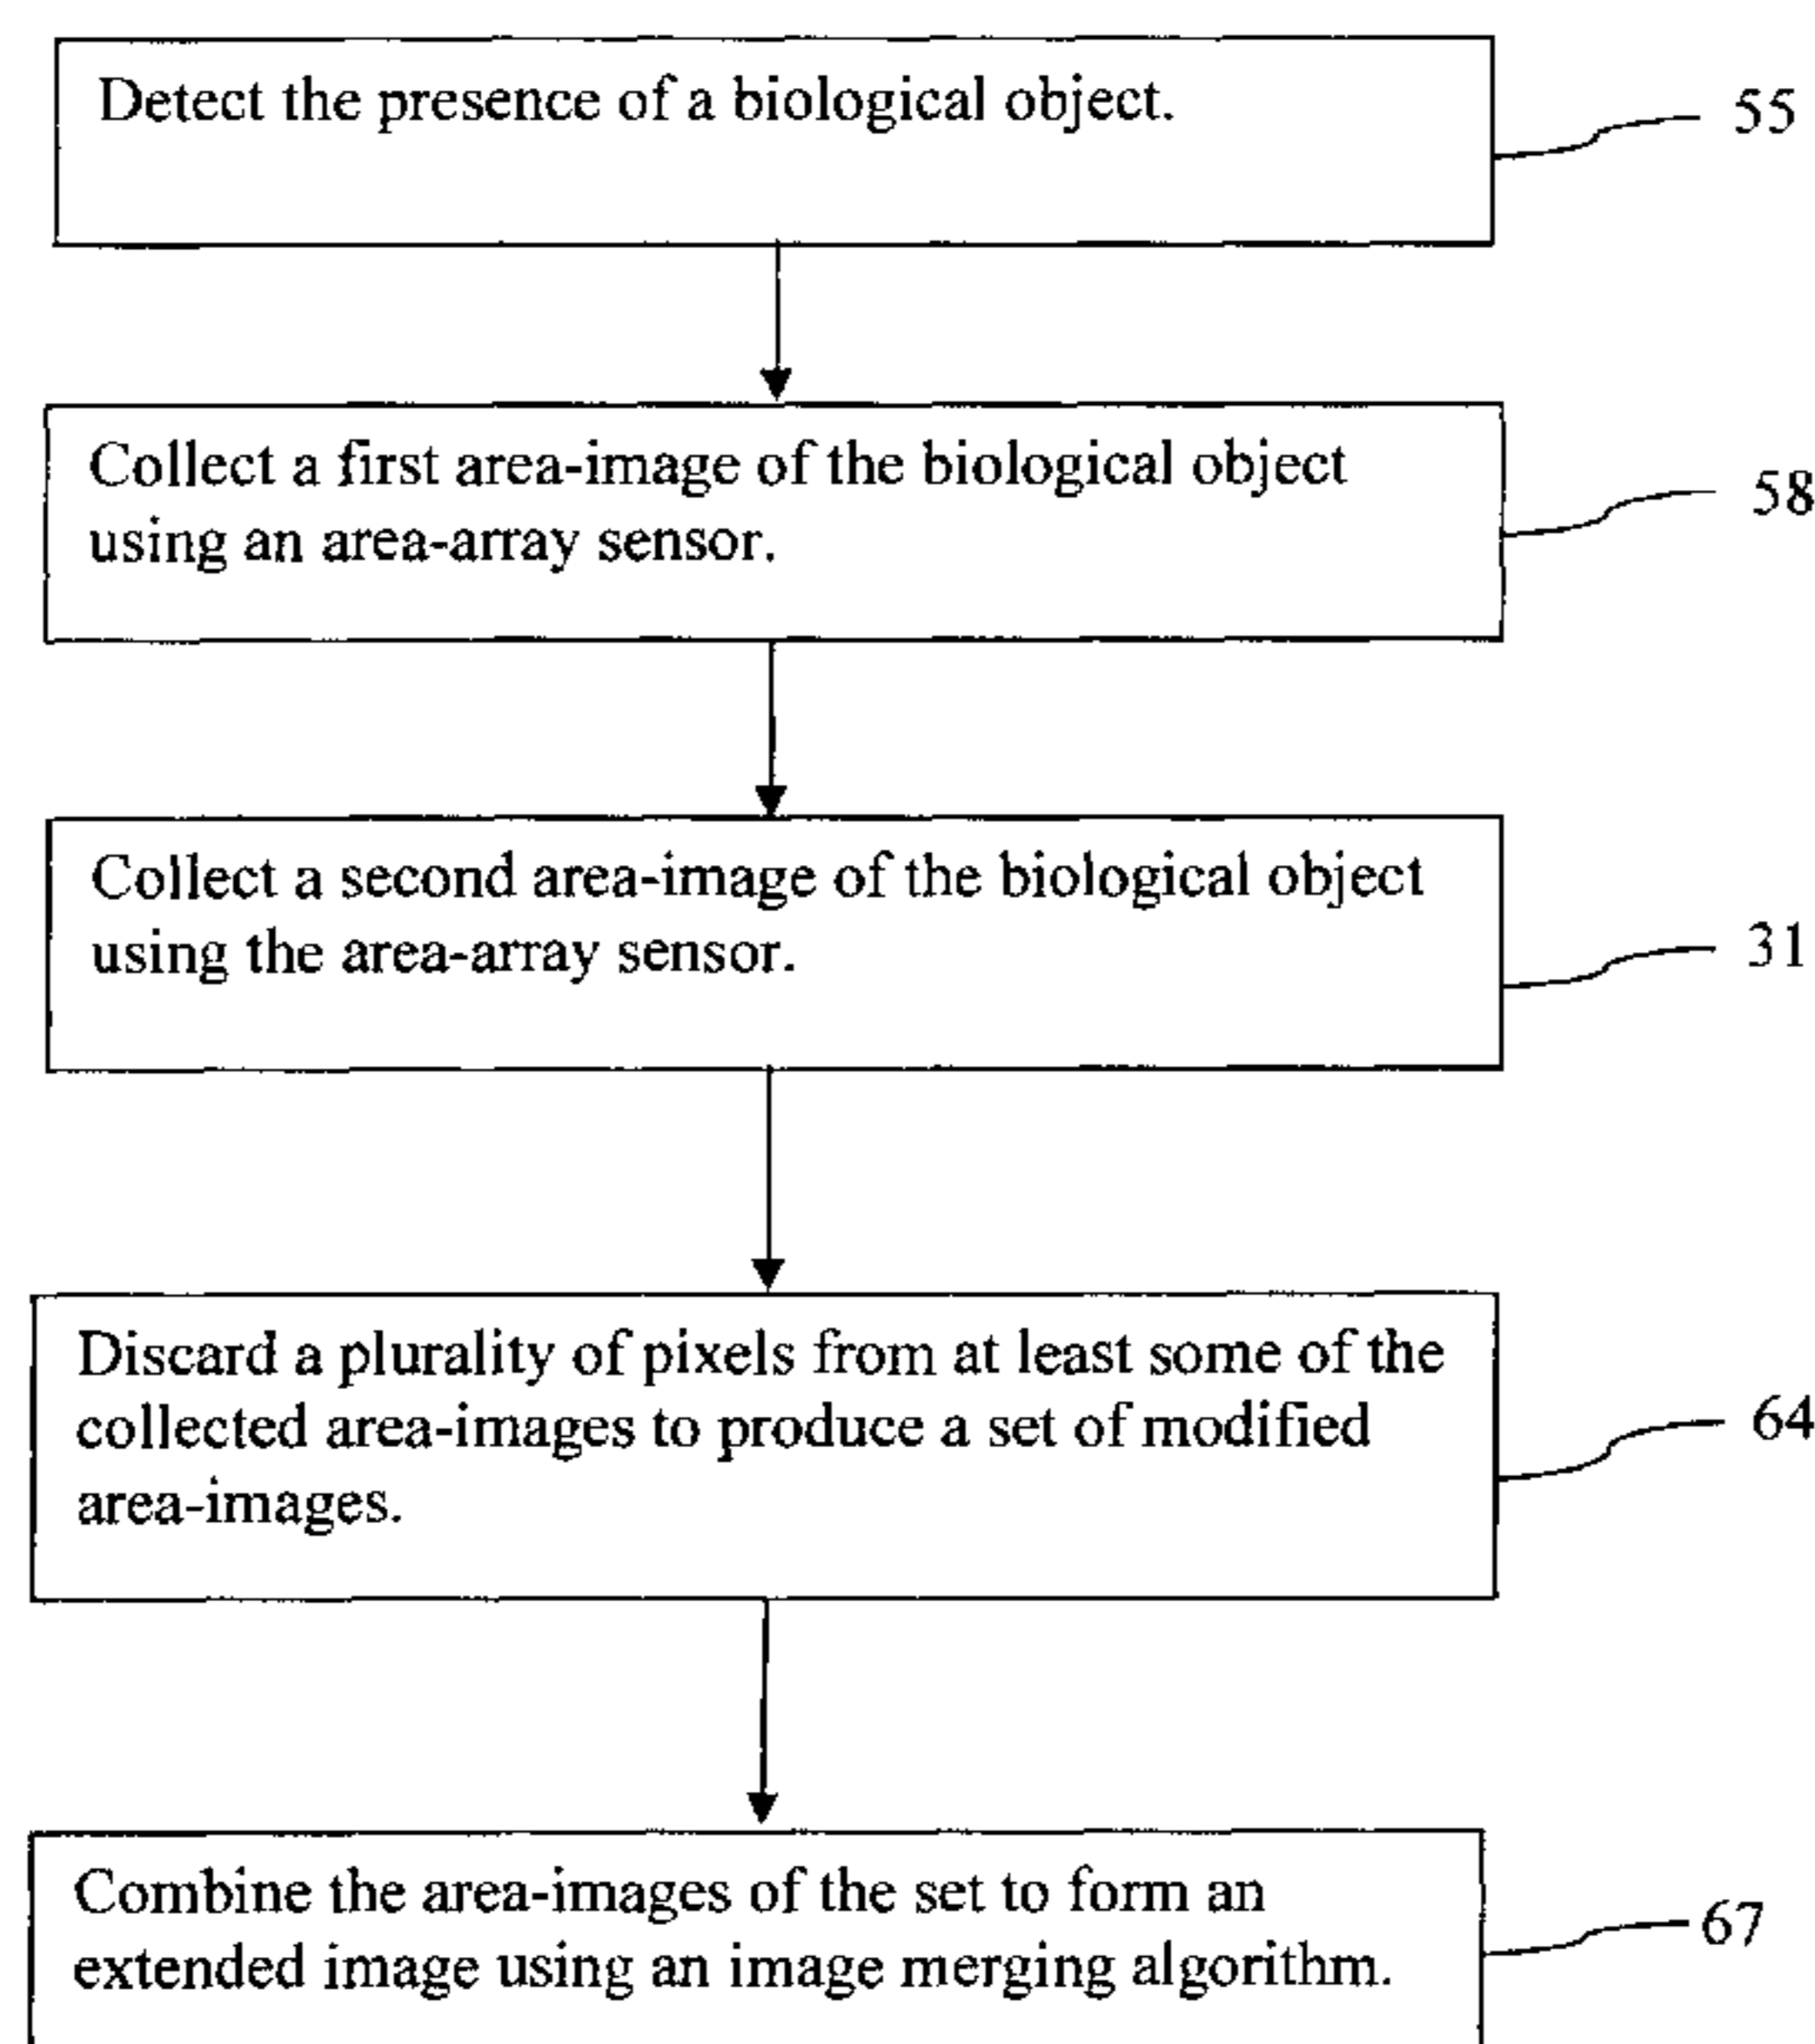 Detect the presence of a biological object.
55
Collect a first area-image of the biological object
using an area-array sensor.
58
Collect a second area-image of the biological object
using the area-array sensor.
31
Discard a plurality of pixels from at least some of the
collected area-images to produce a set of modified
area-images.
64
Combine the area-images of the set to form an
extended image using an image merging algorithm.
67